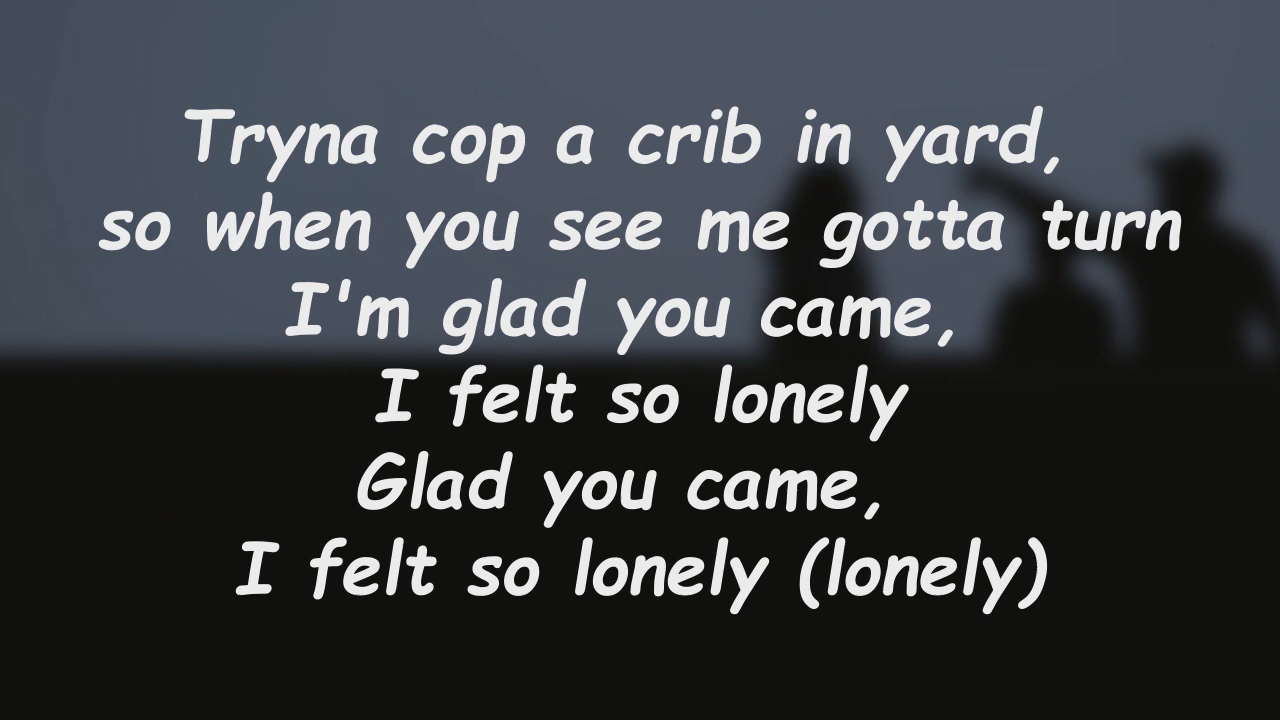 Tryna cop a crib in yard,
so when you see me gotta turn
I'm glad you came,
I felt so lonely
Glad you came,
I felt so lonely (lonely)